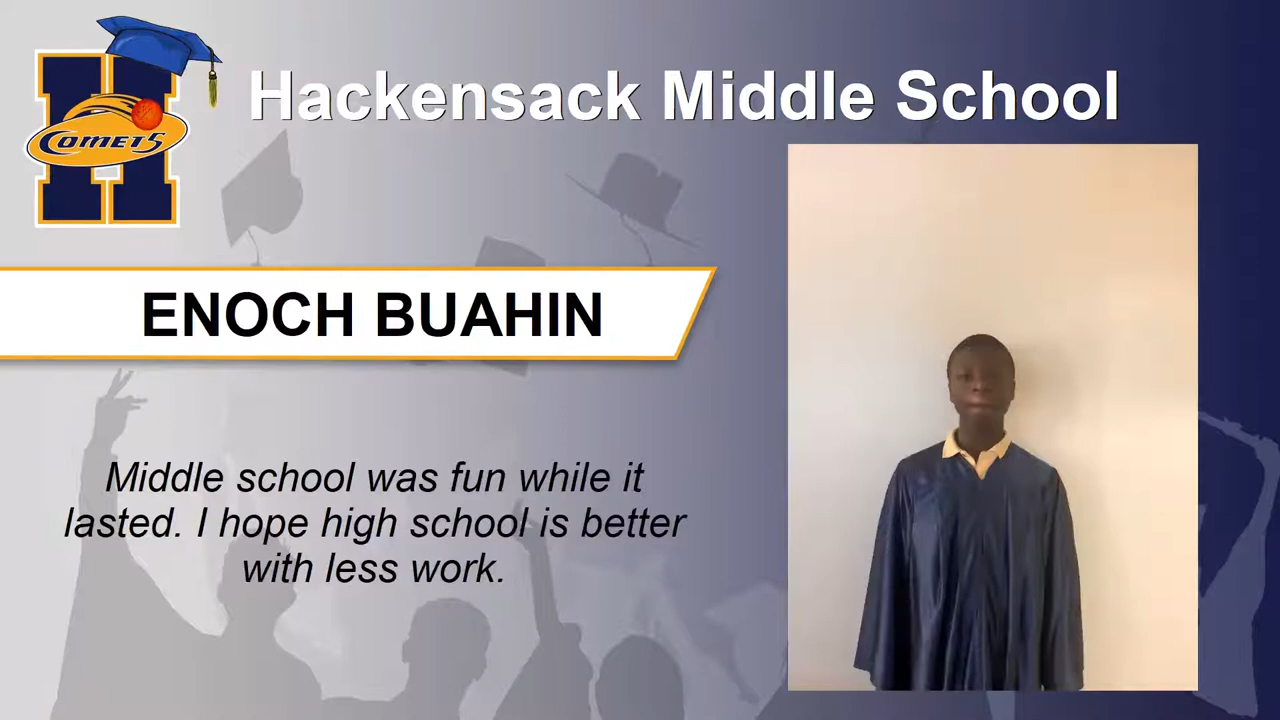 Hackensack Middle School
COMETS
ENOCH BUAHIN
Middle school was fun while it
lasted. I hope high school is better
with less work.